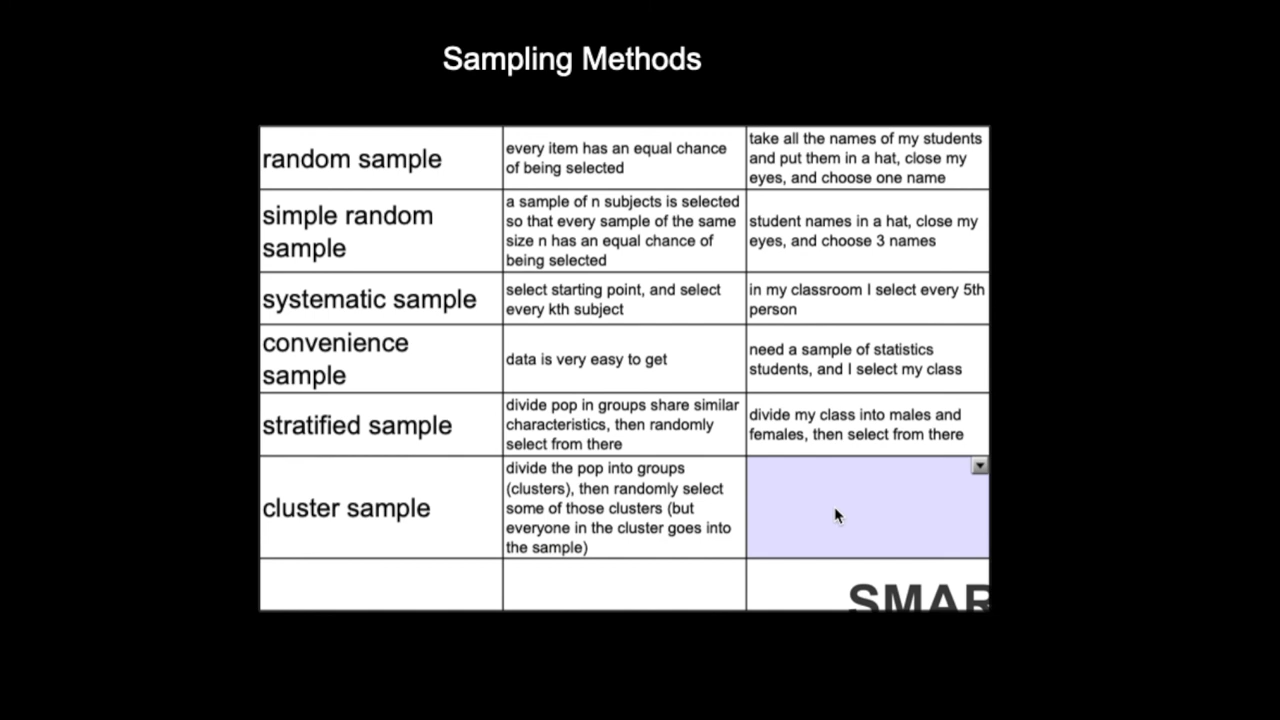 Sampling Methods
random sample
every item has an equal chance
of being selected
take all the names of my students
and put them in a hat, close my
eyes, and choose one name
simple random
sample
a sample of n subjects is selected
so that every sample of the same
size n has an equal chance of
being selected
student names in a hat, close my
eyes, and choose 3 names
systematic sample
select starting point, and select
every kth subject
in my classroom I select every 5th
person
convenience
sample
data is very easy to get
need a sample of statistics
students, and I select my class
stratified sample
divide pop in groups share similar
characteristics, then randomly
select from there
divide my class into males and
females, then select from there
cluster sample
divide the pop into groups
(clusters), then randomly select
some of those clusters (but
everyone in the cluster goes into
the sample)
SMAR